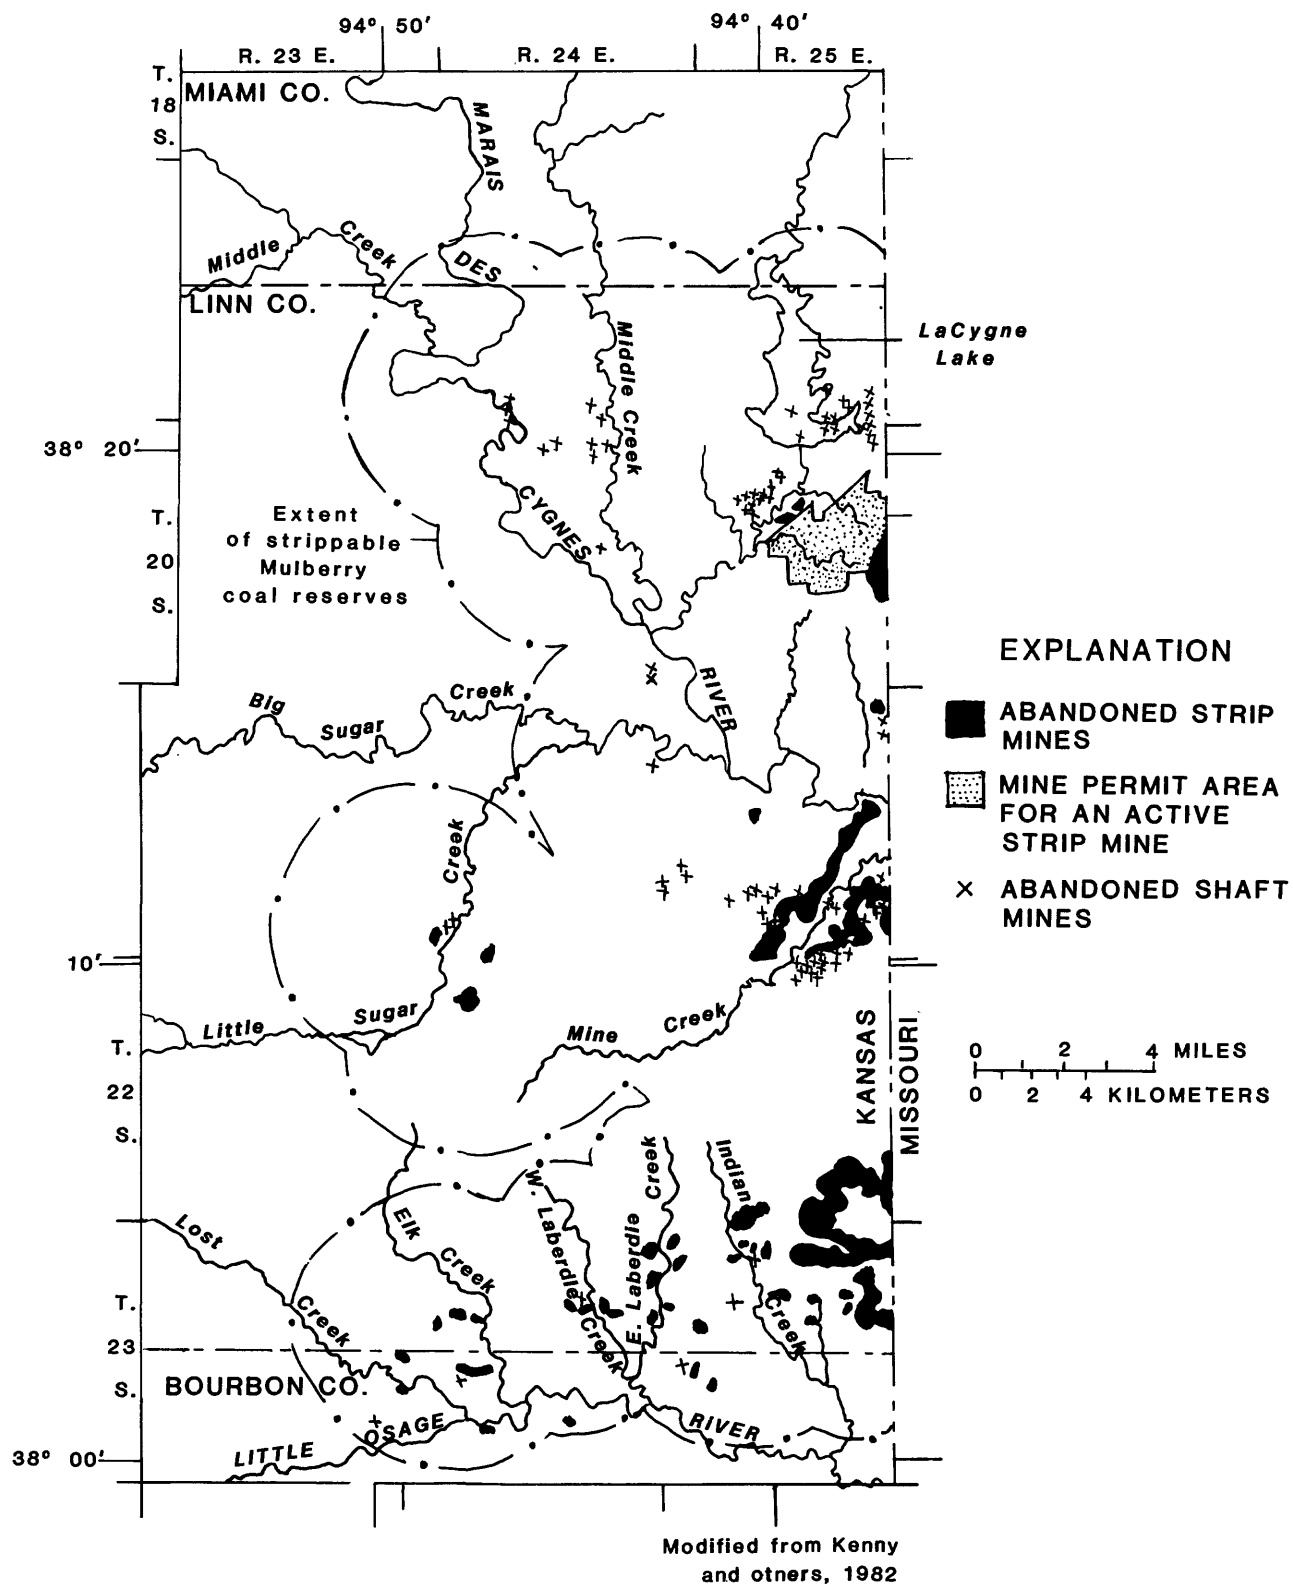 94° 50'
94° 40'
R. 23 E.
R. 24 E.
R. 25 E.
T.
18
S.
MIAMI CO.
MARAIS
Middle
Creek
DES
LINN CO.
Middle Creek
LaCygne
Lake
38° 20'
CYGNES
Extent
of strippable
Mulberry
coal reserves
T.
20
S.
RIVER
Big
Sugar
Creek
EXPLANATION
ABANDONED STRIP
MINES
MINE PERMIT AREA
FOR AN ACTIVE
STRIP MINE
ABANDONED SHAFT
MINES
Creek
10'
Little
Sugar
Mine
Creek
KANSAS
MISSOURI
0 2 4 MILES
0 2 4 KILOMETERS
T.
22
S.
Lost
Creek
Elk
Creek
W. Laberdie Creek
E. Laberdie Creek
Indian
Creek
T.
23
S.
BOURBON CO.
LITTLE
OSAGE
RIVER
38° 00'
Modified from Kenny
and otners, 1982